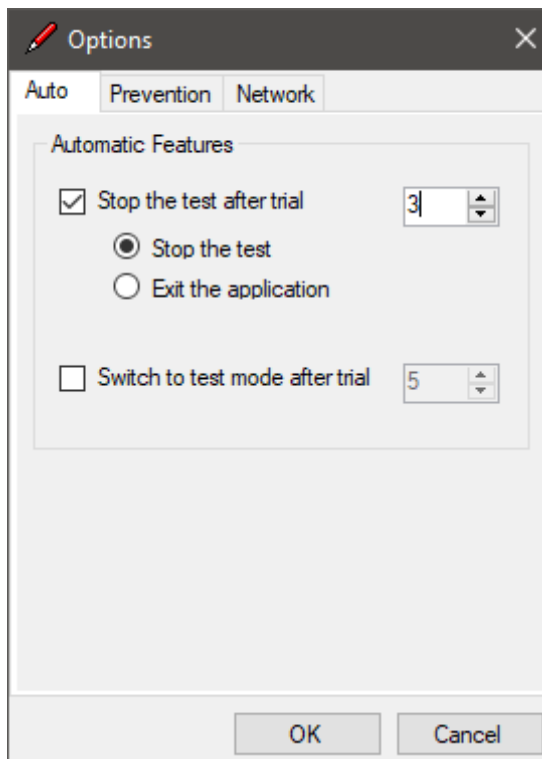 Options
Auto Prevention Network
Automatic Features
Stop the test after trial 3
Stop the test
Exit the application
Switch to test mode after trial 5
OK Cancel